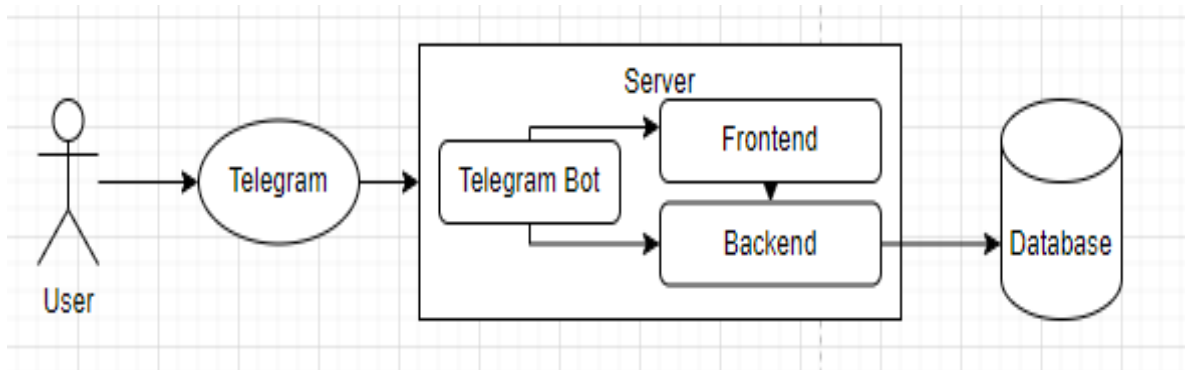 User
Telegram
Server
Telegram Bot
Frontend
Backend
Database